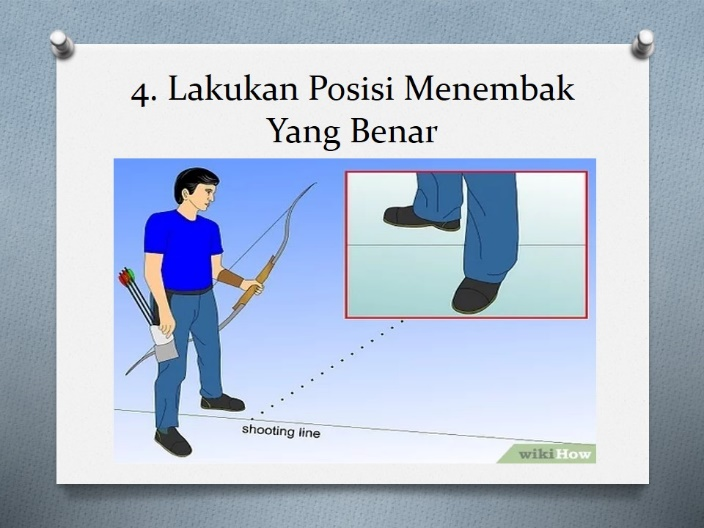 4. Lakukan Posisi Menembak
Yang Benar
shooting line
wikiHow